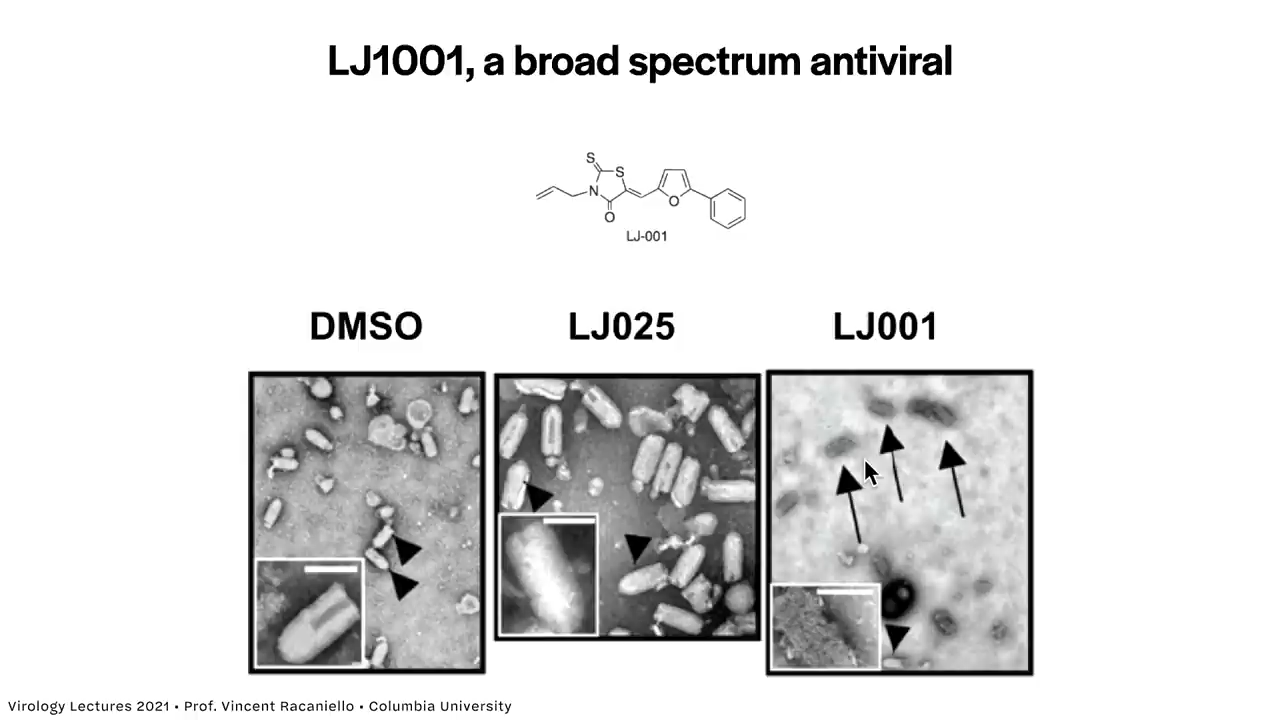 LJ1001, a broad spectrum antiviral
S
S
N
O
O
LJ-001
DMSO LJ025 LJ001
Virology Lectures 2021 • Prof. Vincent Racaniello • Columbia University